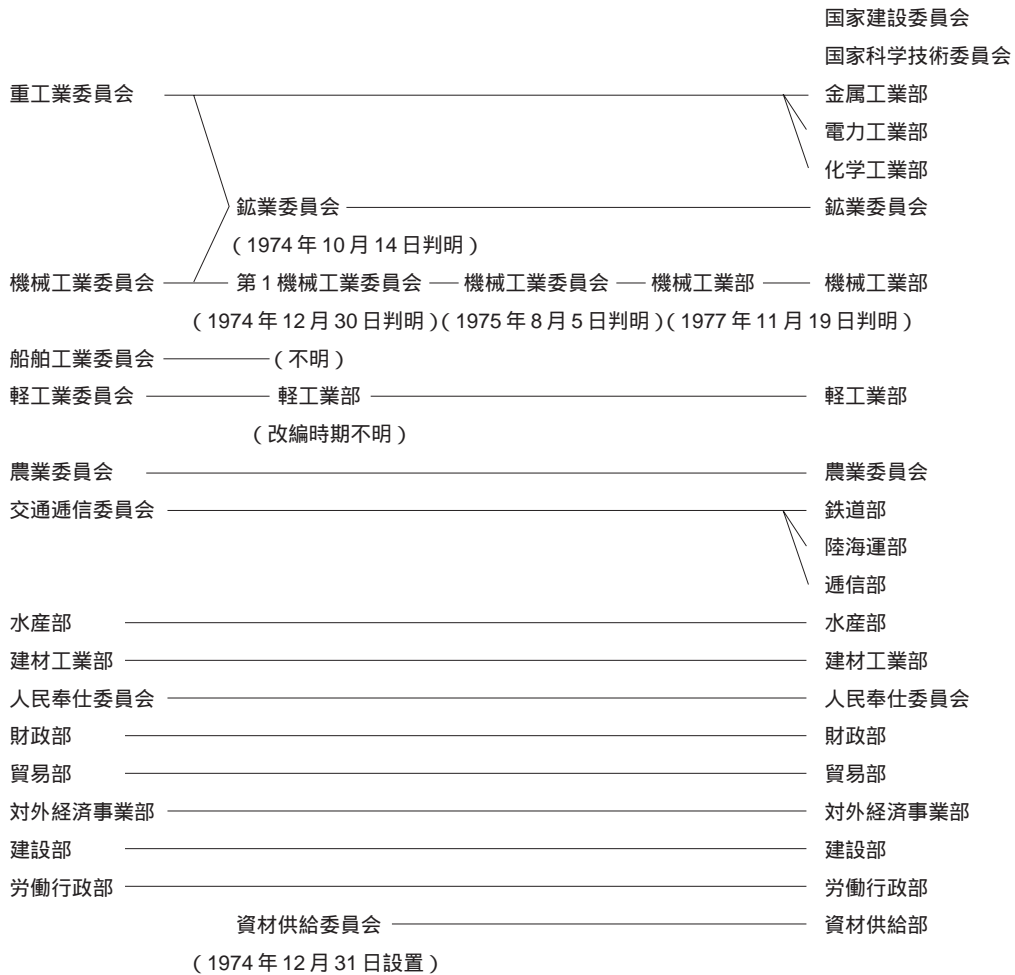 国家建設委員会
国家科学技術委員会
重工業委員会 金属工業部
電力工業部
化学工業部
鉱業委員会 鉱業委員会
(1974年10月14日判明)
機械工業委員会 第1機械工業委員会 機械工業委員会 機械工業部 機械工業部
(1974年12月30日判明)(1975年8月5日判明)(1977年11月19日判明)
船舶工業委員会 (不明)
軽工業委員会 軽工業部 軽工業部
(改編時期不明)
農業委員会 農業委員会
交通逓信委員会 鉄道部
陸海運部
逓信部
水産部 水産部
建材工業部 建材工業部
人民奉仕委員会 人民奉仕委員会
財政部 財政部
貿易部 貿易部
対外経済事業部 対外経済事業部
建設部 建設部
労働行政部 労働行政部
資材供給委員会 資材供給部
(1974年12月31日設置)